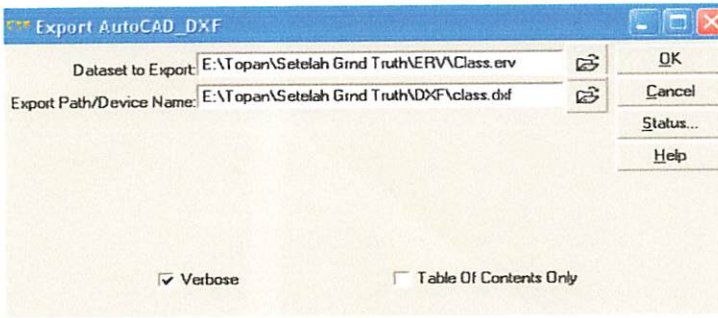 Export AutoCAD_DXF
Dataset to Export: E:\Topan\Setelah Grnd Truth\ERV\Class.erv OK
Export Path/Device Name: E:\Topan\Setelah Grnd Truth\DXF\class.dxf Cancel
Status...
Help
Verbose Table Of Contents Only